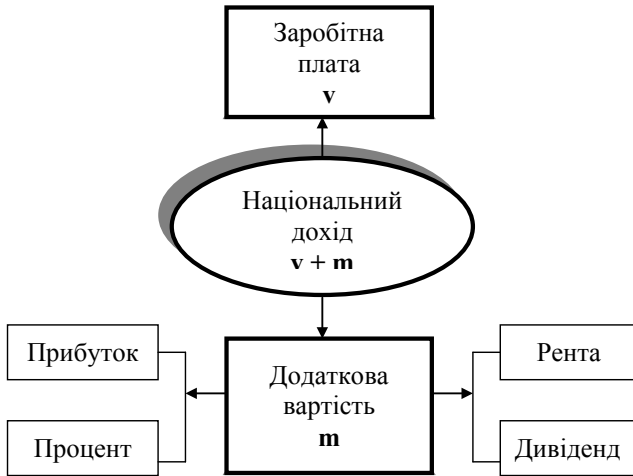 Заробітна
плата
v
Національний
дохід
v + m
Прибуток
Рента
Додаткова
вартість
m
Процент
Дивіденд